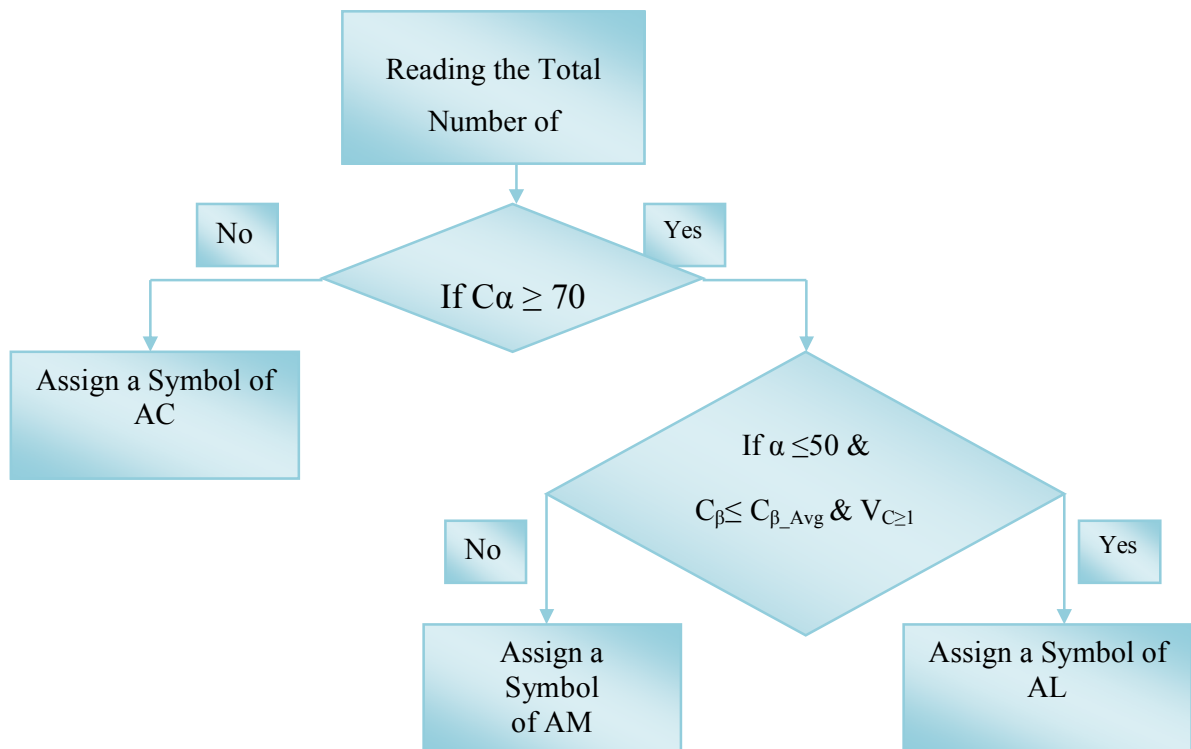 Reading the Total
Number of
No
Yes
If Cα ≥ 70
Assign a Symbol of
AC
If α ≤50 &
Cβ≤ Cβ_Avg & VC≥1
No
Yes
Assign a
Symbol
of AM
Assign a Symbol of
AL